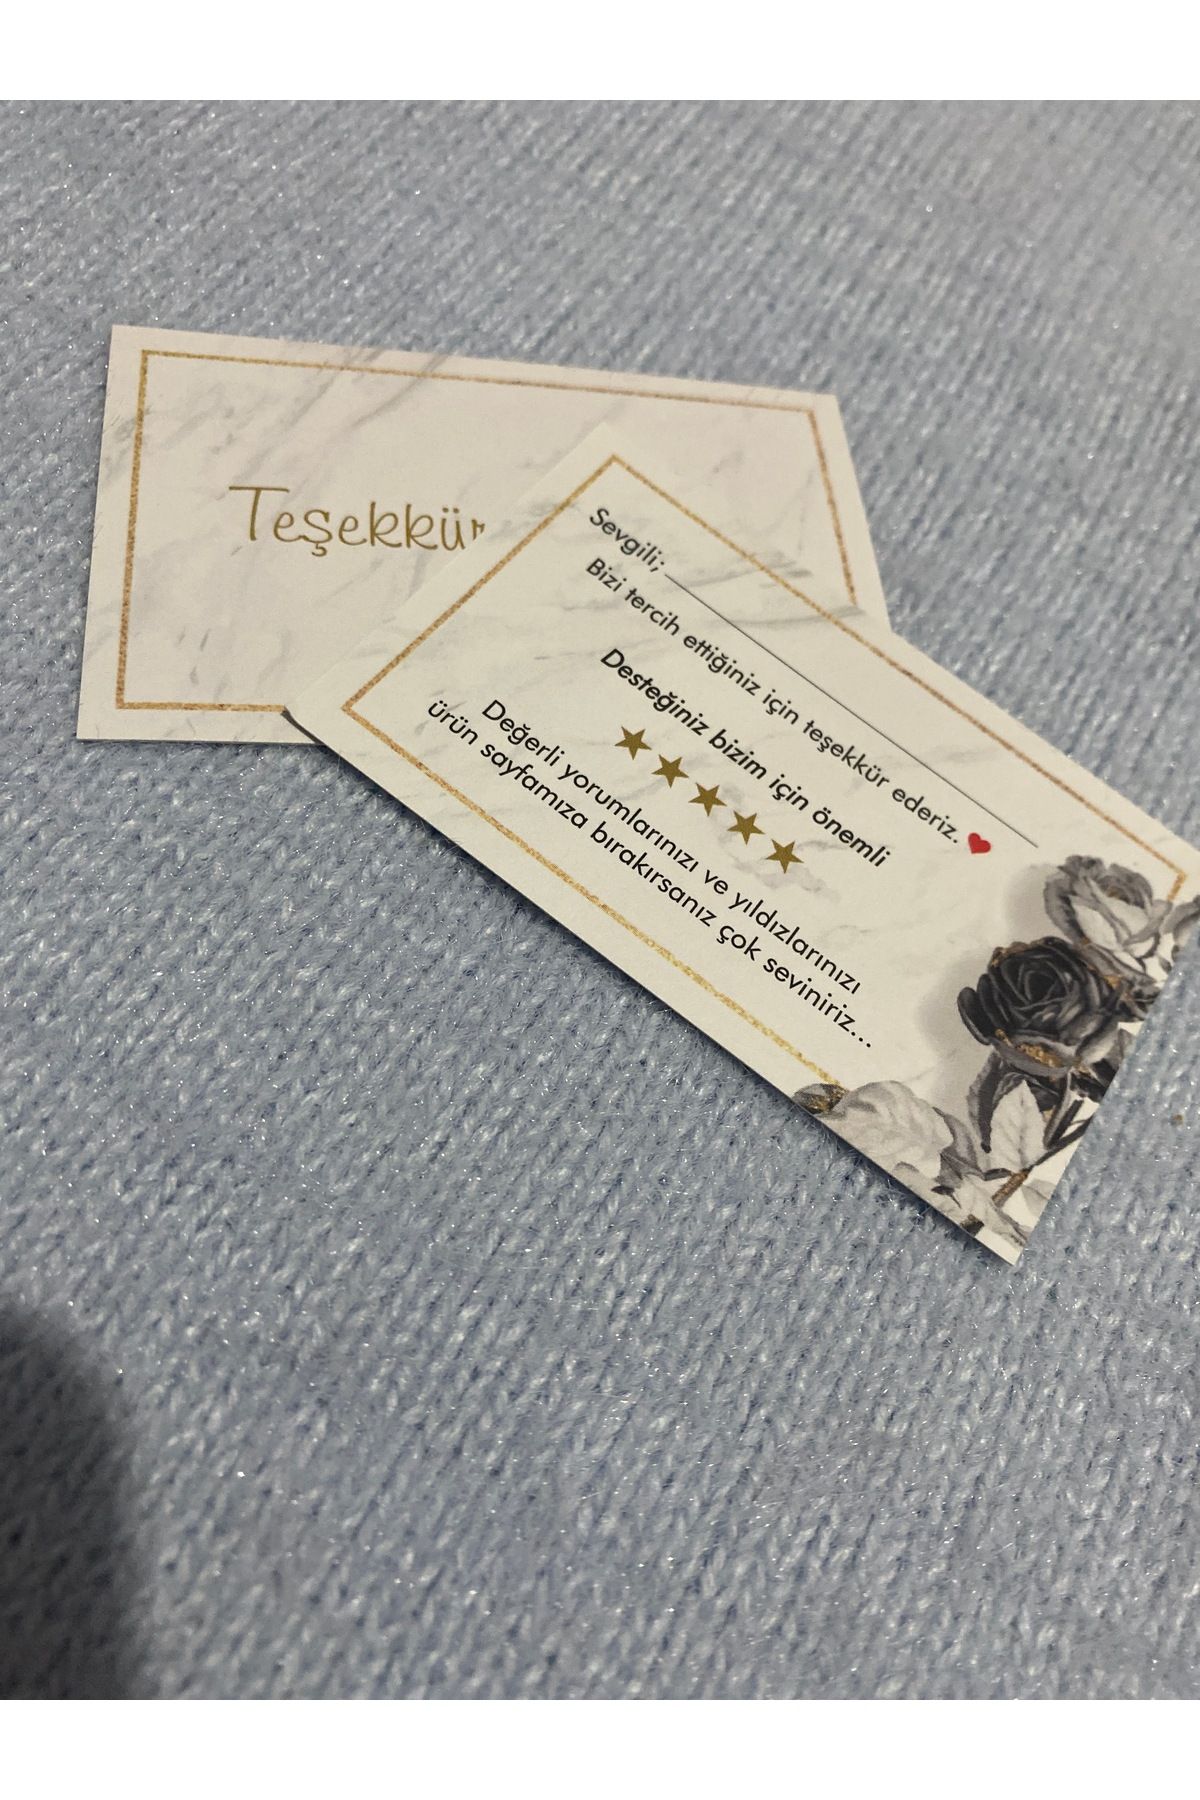 Teşekkür
Sevgili;
Bizi tercih ettiğiniz için teşekkür ederiz. ❤
Desteğiniz bizim için önemli
★★★★★
Değerli yorumlarınızı ve yıldızlarınızı
ürün sayfamıza bırakırsanız çok seviniriz...